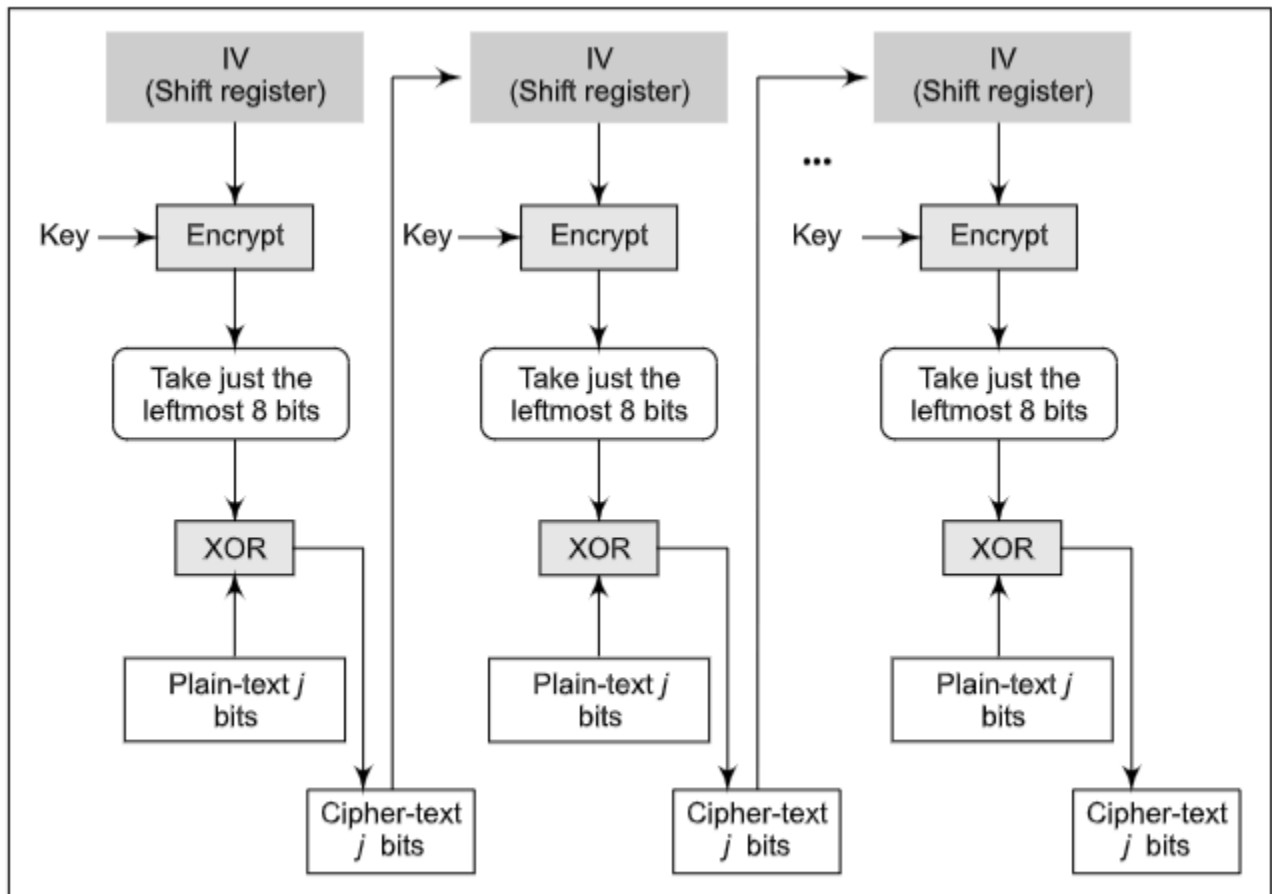 IV
(Shift register)
IV
(Shift register)
IV
(Shift register)
...
Key
Encrypt
Key
Encrypt
Key
Encrypt
Take just the
leftmost 8 bits
Take just the
leftmost 8 bits
Take just the
leftmost 8 bits
XOR
XOR
XOR
Plain-text j
bits
Plain-text j
bits
Plain-text j
bits
Cipher-text
j bits
Cipher-text
j bits
Cipher-text
j bits